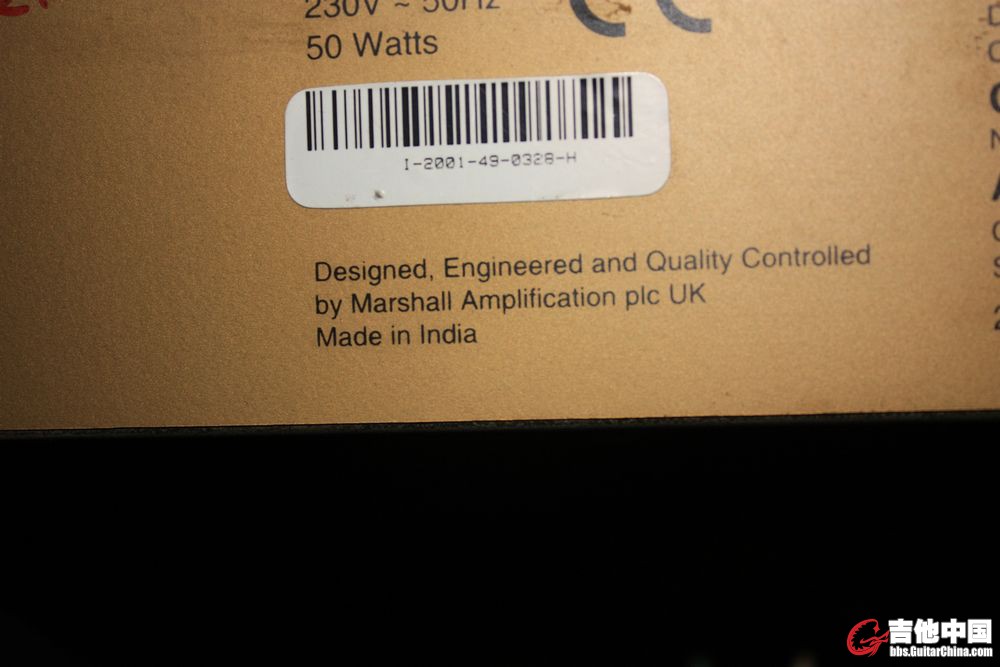 230V ~ 50Hz
50 Watts
I-2001-49-0328-H
Designed, Engineered and Quality Controlled
by Marshall Amplification plc UK
Made in India
吉他中国
bbs.GuitarChina.com